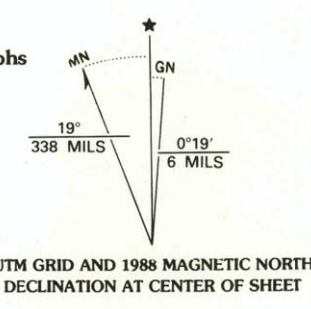 phs
MN
GN
19°
338 MILS
0°19′
6 MILS
UTM GRID AND 1988 MAGNETIC NORTH
DECLINATION AT CENTER OF SHEET